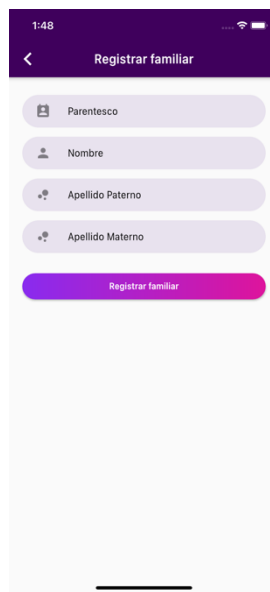 1:48
Registrar familiar
Parentesco
Nombre
Apellido Paterno
Apellido Materno
Registrar familiar